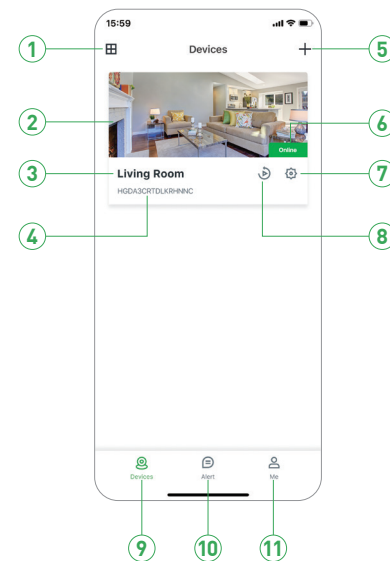 15:59
1 Devices 5
2 6
Online
3 Living Room 7
HGDA3CRTDLKRHNNC
4 8
Devices Alert Me
9 10 11